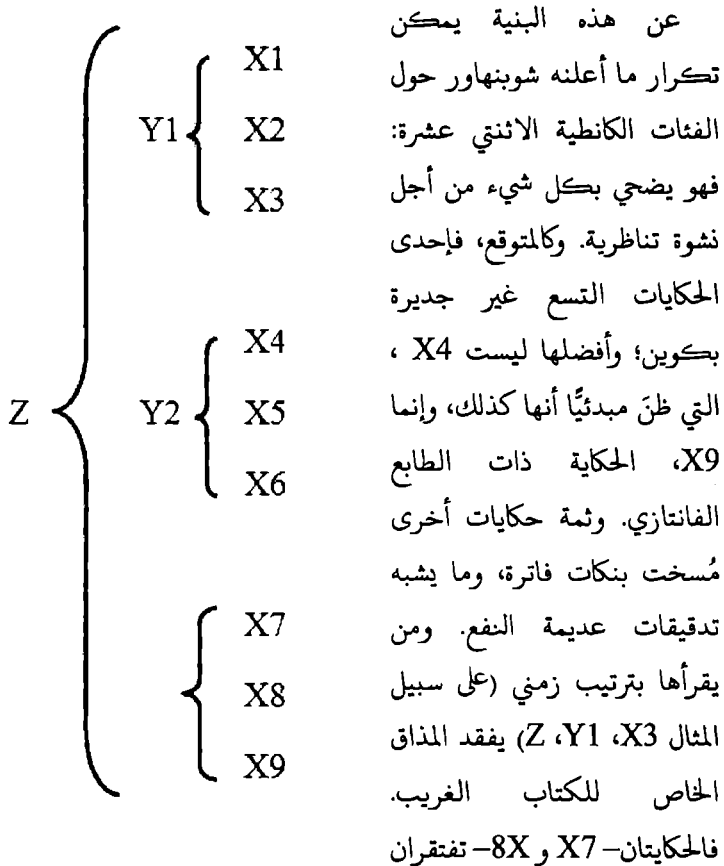 عن هذه البنية يمكن
تكرار ما أعلنه شوبنهاور حول
الفئات الكانطية الاثنتي عشرة:
فهو يضحي بكل شيء من أجل
نشوة تناظرية. وكالمتوقع، فإحدى
الحكايات التسع غير جديرة
بكوين؛ وأفضلها ليست X4 ،
التي ظنَ مبدئيًّا أنها كذلك، وإنما
X9، الحكاية ذات الطابع
الفانتازي. وثمة حكايات أخرى
مُسخت بنكات فاترة، وما يشبه
تدقيقات عديمة النفع. ومن
يقرأها بترتيب زمني (على سبيل
المثال X3، Y1، Z) يفقد المذاق
الخاص للكتاب الغريب.
فالحكايتان– X7 و 8X– تفتقران
X1
Y1 X2
X3
X4
Z Y2 X5
X6
X7
X8
X9